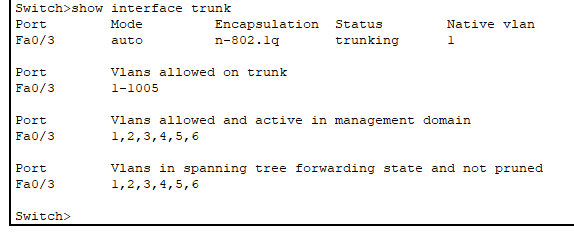 Switch>show interface trunk
Port        Mode         Encapsulation  Status        Native vlan
Fa0/3       auto         n-802.1q       trunking      1
Port        Vlans allowed on trunk
Fa0/3       1-1005
Port        Vlans allowed and active in management domain
Fa0/3       1,2,3,4,5,6
Port        Vlans in spanning tree forwarding state and not pruned
Fa0/3       1,2,3,4,5,6
Switch>